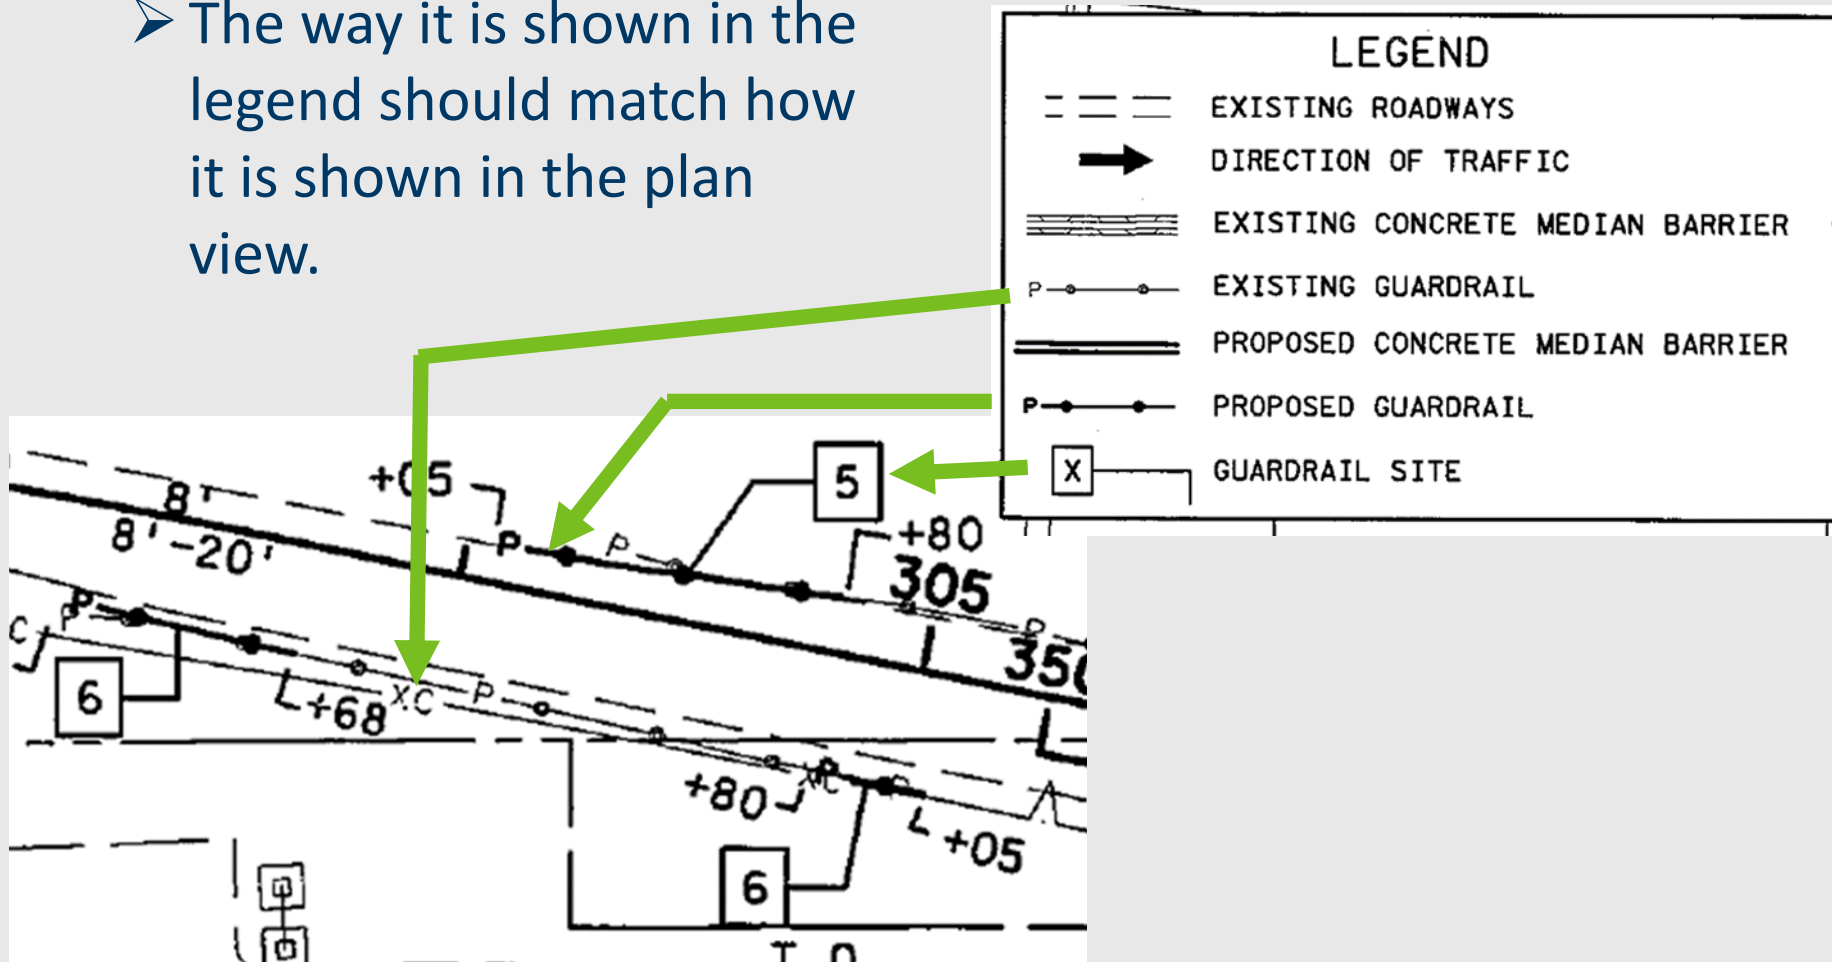 ➢ The way it is shown in the
legend should match how
it is shown in the plan
view.
LEGEND
EXISTING ROADWAYS
DIRECTION OF TRAFFIC
EXISTING CONCRETE MEDIAN BARRIER
P EXISTING GUARDRAIL
PROPOSED CONCRETE MEDIAN BARRIER
P PROPOSED GUARDRAIL
X GUARDRAIL SITE
+05
5
8'
8'-20'
P
P
+80
305
P
P
P
C
350
6
+68
XC
P
P
+80
+05
6